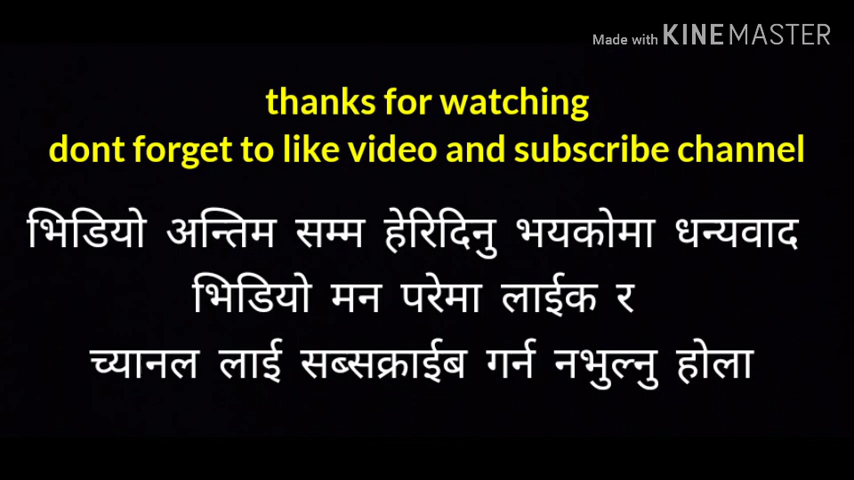 Made with KINEMASTER
thanks for watching
dont forget to like video and subscribe channel
भिडियो अन्तिम सम्म हेरिदिनु भयकोमा धन्यवाद
भिडियो मन परेमा लाईक र
च्यानल लाई सब्सक्राईब गर्न नभुल्नु होला